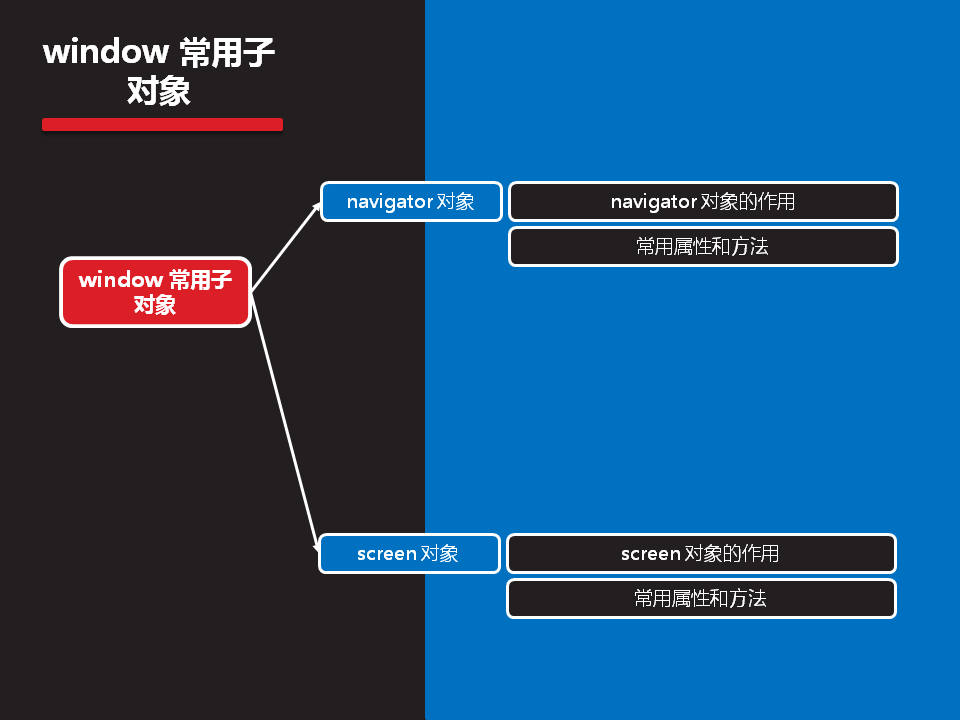 window 常用子
对象
navigator 对象
navigator 对象的作用
常用属性和方法
window 常用子
对象
screen 对象
screen 对象的作用
常用属性和方法